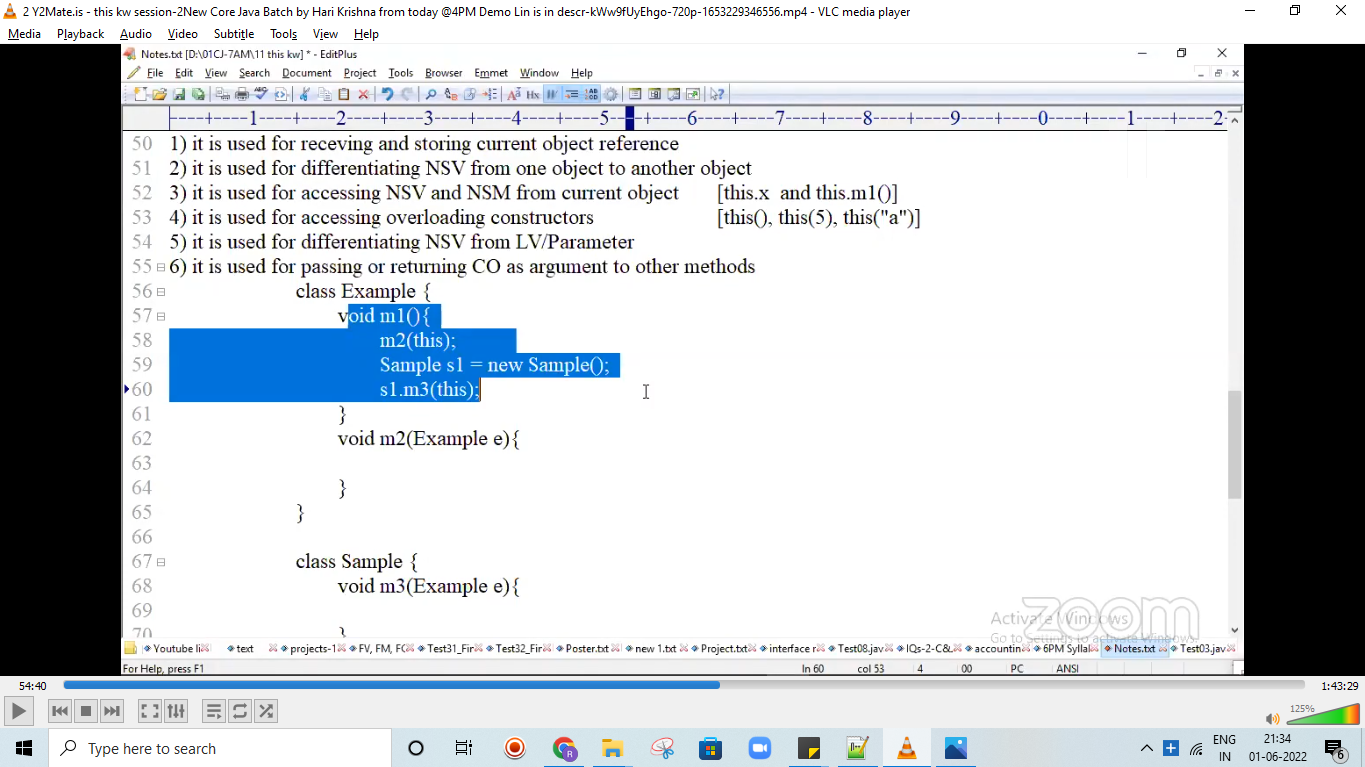 2 Y2Mate.is - this kw session-2New Core Java Batch by Hari Krishna from today @4PM Demo Lin is in descr-kWw9fUyEhgo-720p-1653229346556.mp4 - VLC media player
Media Playback Audio Video Subtitle Tools View Help
Notes.txt [D:\01CJ-7AM\11 this kw] * - EditPlus
File Edit View Search Document Project Tools Browser Emmet Window Help
----+----1----+----2----+----3----+----4----+----5----+----6----+----7----+----8----+----9----+----0----+----1----+----2-
50 1) it is used for receving and storing current object reference
51 2) it is used for differentiating NSV from one object to another object
52 3) it is used for accessing NSV and NSM from current object [this.x and this.m1()]
53 4) it is used for accessing overloading constructors [this(), this(5), this("a")]
54 5) it is used for differentiating NSV from LV/Parameter
55 6) it is used for passing or returning CO as argument to other methods
56 class Example {
57 void m1(){
58 m2(this);
59 Sample s1 = new Sample();
60 s1.m3(this);
61 }
62 void m2(Example e){
63
64 }
65 }
66
67 class Sample {
68 void m3(Example e){
69
70 }
zoom
Activate Windows
Go to Settings to activate Windows.
Youtube li text projects-1 FV, FM, FC Test31_Fir Test32_Fir Poster.txt new 1.txt Project.txt interface r Test08.jav IQs-2-C& accountin 6PM Syllal Notes.txt Test03.jav
For Help, press F1 ln 60 col 53 4 00 PC ANSI
54:40 1:43:29
125%
Type here to search
ENG
IN
21:34
01-06-2022
6